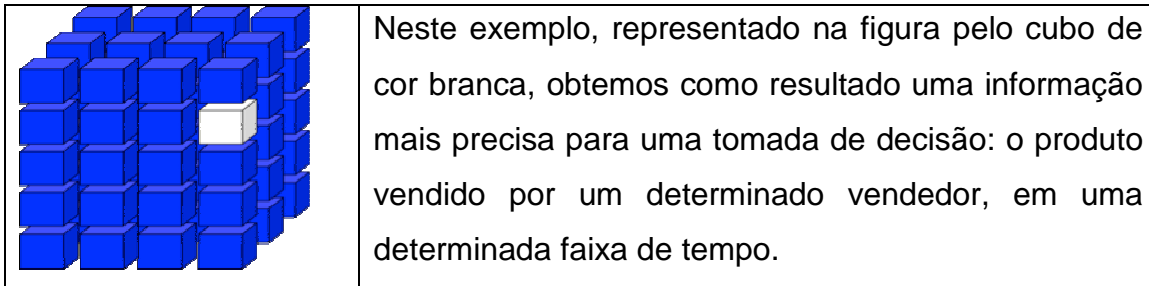 Neste exemplo, representado na figura pelo cubo de
cor branca, obtemos como resultado uma informação
mais precisa para uma tomada de decisão: o produto
vendido por um determinado vendedor, em uma
determinada faixa de tempo.